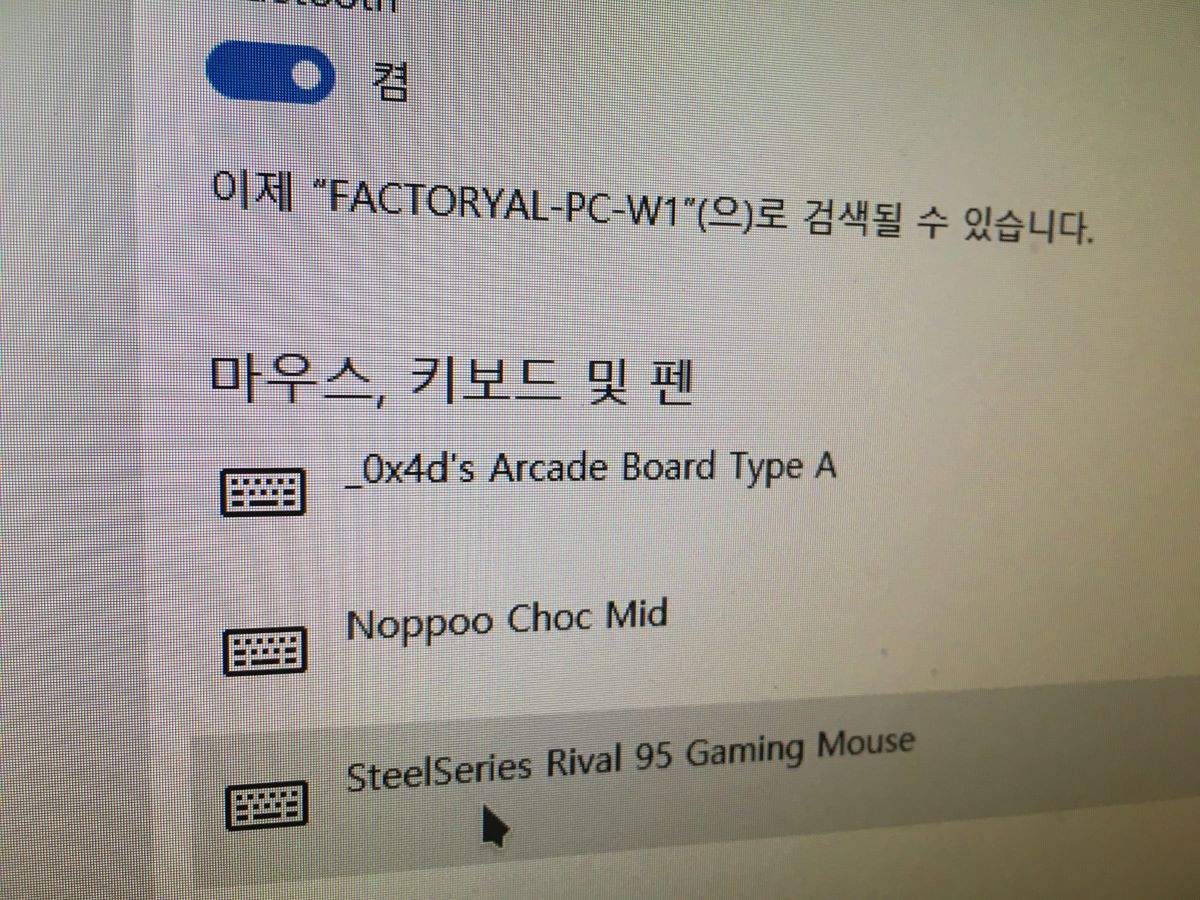 켬
이제 "FACTORYAL-PC-W1"(으)로 검색될 수 있습니다.
마우스, 키보드 및 펜
_0x4d's Arcade Board Type A
Noppoo Choc Mid
SteelSeries Rival 95 Gaming Mouse